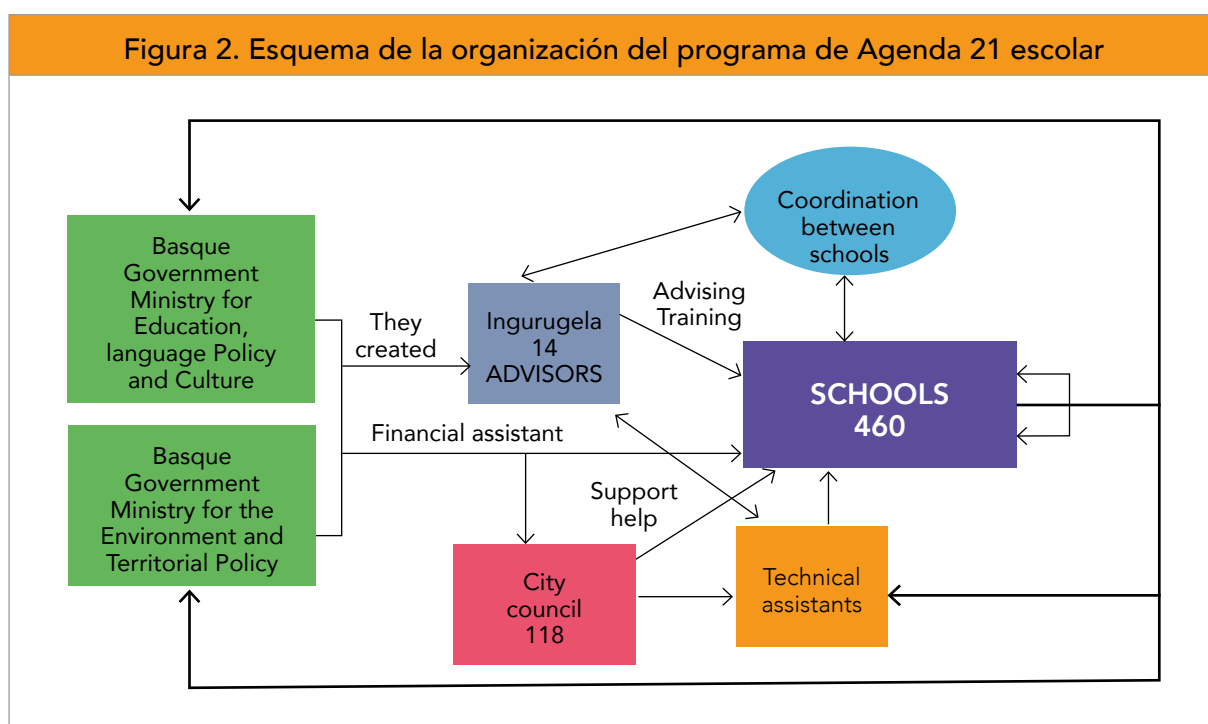 Figura 2. Esquema de la organización del programa de Agenda 21 escolar
Coordination
between
schools
Basque
Government
Ministry for
Education,
language Policy
and Culture
They
created
Ingurugela
14
ADVISORS
Advising
Training
SCHOOLS
460
Financial assistant
Basque
Government
Ministry for the
Environment and
Territorial Policy
Support
help
City
council
118
Technical
assistants